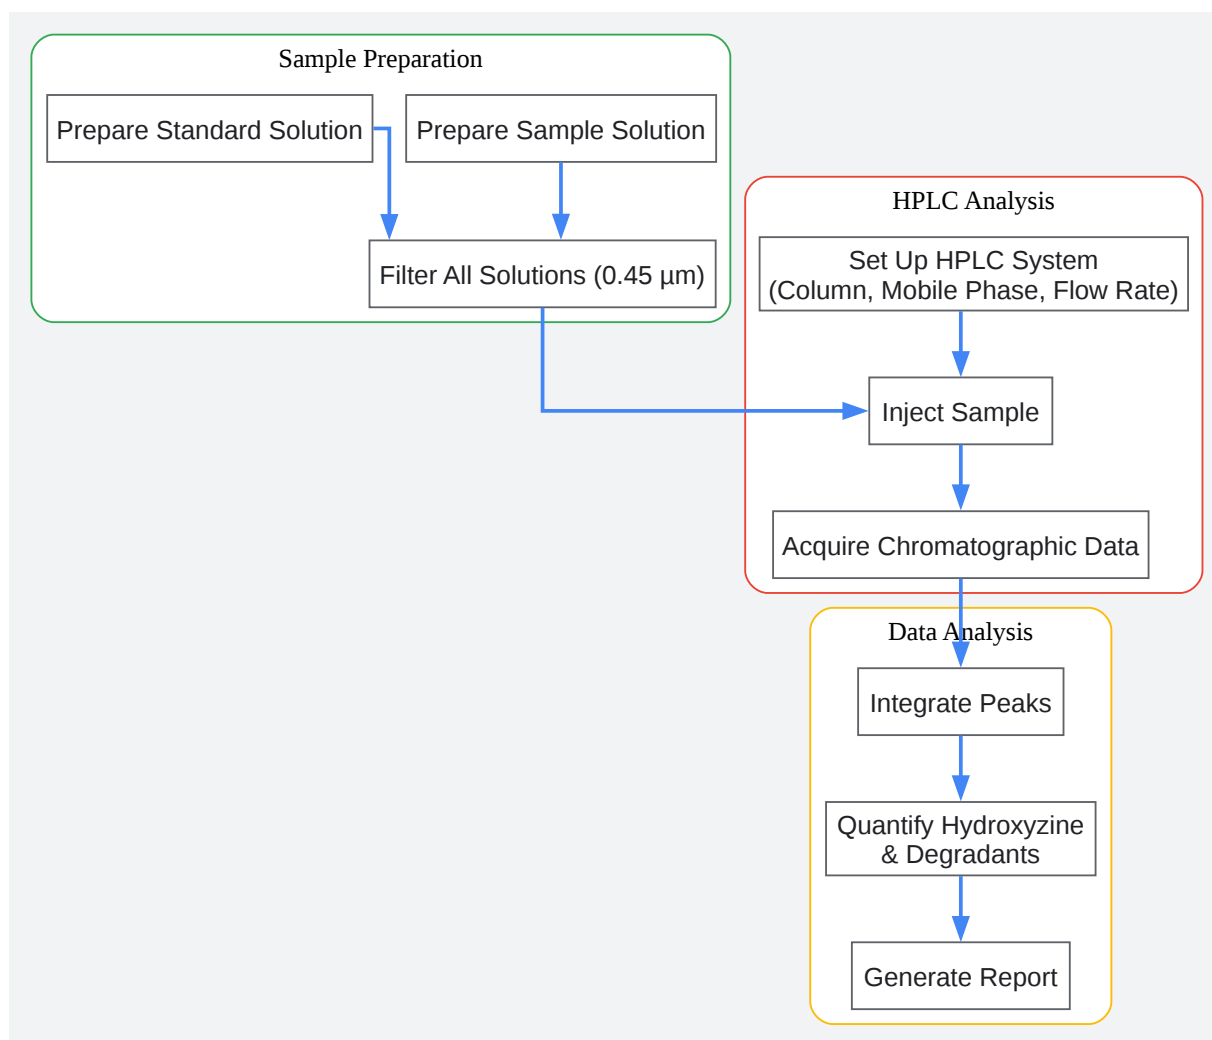 Sample Preparation
Prepare Standard Solution
Prepare Sample Solution
Filter All Solutions (0.45 µm)
HPLC Analysis
Set Up HPLC System
(Column, Mobile Phase, Flow Rate)
Inject Sample
Acquire Chromatographic Data
Data Analysis
Integrate Peaks
Quantify Hydroxyzine
& Degradants
Generate Report